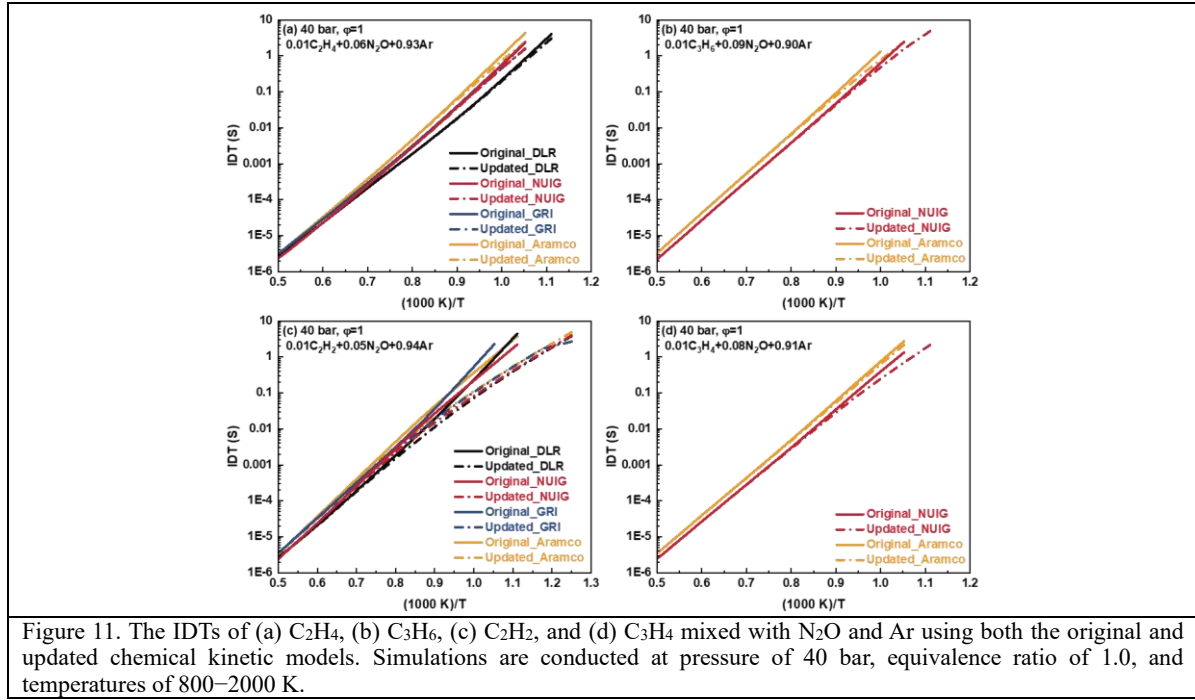 (a) 40 bar, φ=1
0.01C₂H₄+0.06N₂O+0.93Ar
10
1
0.1
0.01
0.001
1E-4
1E-5
1E-6
IDT (S)
Original_DLR
Updated_DLR
Original_NUIG
Updated_NUIG
Original_GRI
Updated_GRI
Original_Aramco
Updated_Aramco
0.5 0.6 0.7 0.8 0.9 1.0 1.1 1.2
(1000 K)/T
(b) 40 bar, φ=1
0.01C₃H₆+0.09N₂O+0.90Ar
10
1
0.1
0.01
0.001
1E-4
1E-5
1E-6
IDT (S)
Original_NUIG
Updated_NUIG
Original_Aramco
Updated_Aramco
0.5 0.6 0.7 0.8 0.9 1.0 1.1 1.2
(1000 K)/T
(c) 40 bar, φ=1
0.01C₂H₂+0.05N₂O+0.94Ar
10
1
0.1
0.01
0.001
1E-4
1E-5
1E-6
IDT (S)
Original_DLR
Updated_DLR
Original_NUIG
Updated_NUIG
Original_GRI
Updated_GRI
Original_Aramco
Updated_Aramco
0.5 0.6 0.7 0.8 0.9 1.0 1.1 1.2 1.3
(1000 K)/T
(d) 40 bar, φ=1
0.01C₃H₄+0.08N₂O+0.91Ar
10
1
0.1
0.01
0.001
1E-4
1E-5
1E-6
IDT (S)
Original_NUIG
Updated_NUIG
Original_Aramco
Updated_Aramco
0.5 0.6 0.7 0.8 0.9 1.0 1.1 1.2
(1000 K)/T
Figure 11. The IDTs of (a) C₂H₄, (b) C₃H₆, (c) C₂H₂, and (d) C₃H₄ mixed with N₂O and Ar using both the original and
updated chemical kinetic models. Simulations are conducted at pressure of 40 bar, equivalence ratio of 1.0, and
temperatures of 800−2000 K.